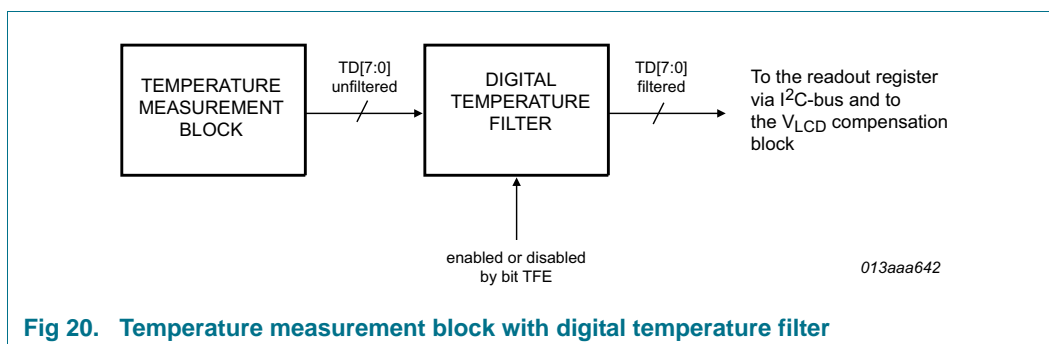 TEMPERATURE
MEASUREMENT
BLOCK
TD[7:0]
unfiltered
DIGITAL
TEMPERATURE
FILTER
TD[7:0]
filtered
To the readout register
via I2C-bus and to
the VLCD compensation
block
enabled or disabled
by bit TFE
013aaa642
Fig 20. Temperature measurement block with digital temperature filter